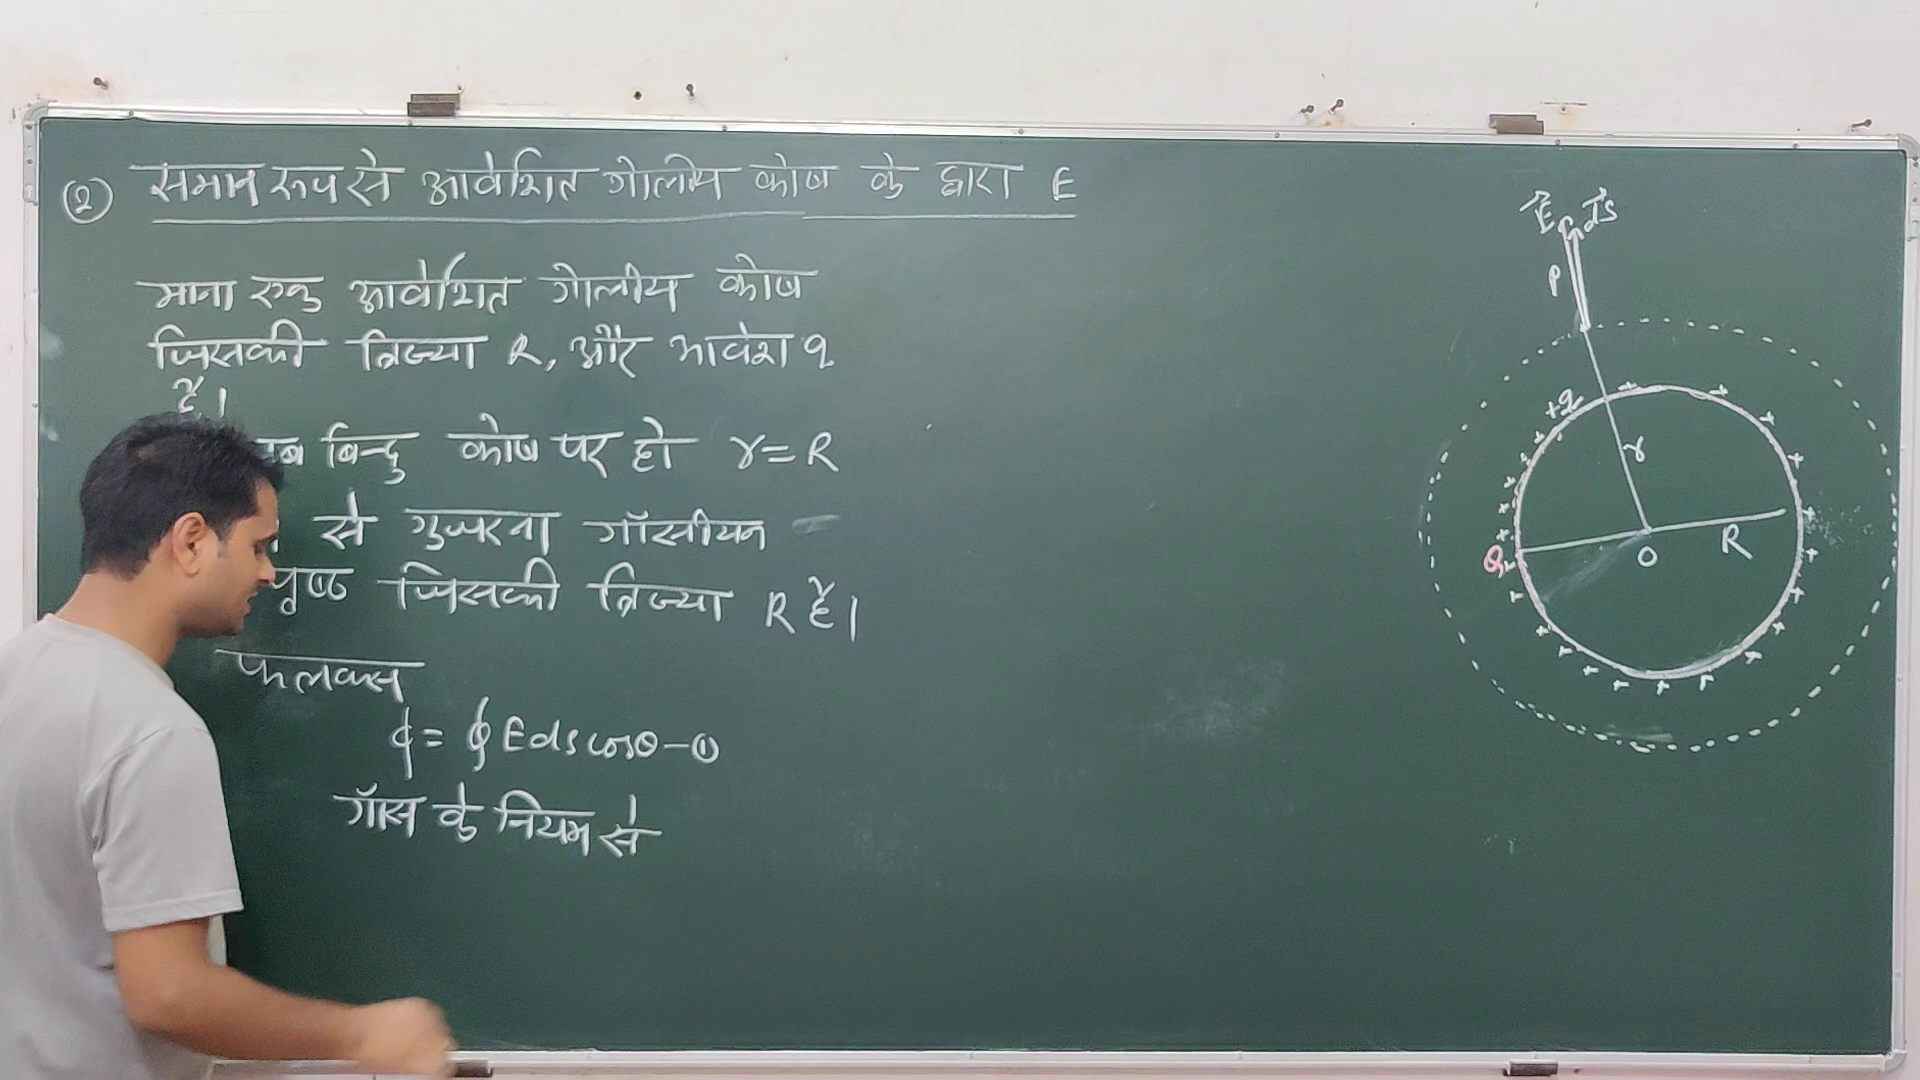 (2) समान रूप से आवेशित गोलीय कोष के द्वारा E
माना एक आवेशित गोलीय कोष
जिसकी त्रिज्या R, और आवेश q
है।
बिन्दु कोष पर हो r = R
से गुजरता गॉसीयन
पृष्ठ जिसकी त्रिज्या R है।
फलक्स
ϕ = ∮ E ds cosθ - ①
गॉस के नियम से
E ds
P
+q
r
Q
O
R